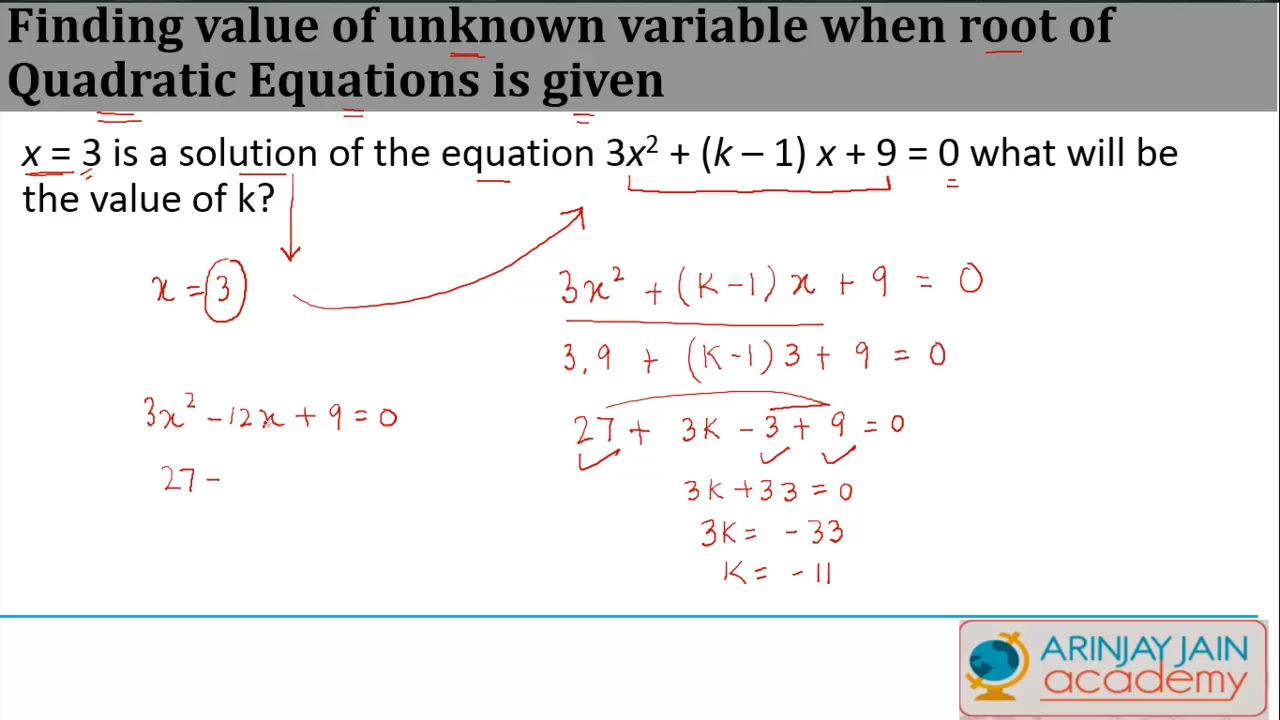 Finding value of unknown variable when root of
Quadratic Equations is given
x = 3 is a solution of the equation 3x² + (k – 1) x + 9 = 0 what will be
the value of k?
x = 3
3x² + (K-1) x + 9 = 0
3.9 + (K-1) 3 + 9 = 0
3x² - 12x + 9 = 0
27 + 3K - 3 + 9 = 0
27 -
3K + 33 = 0
3K = - 33
K = - 11
ARINJAY JAIN
academy